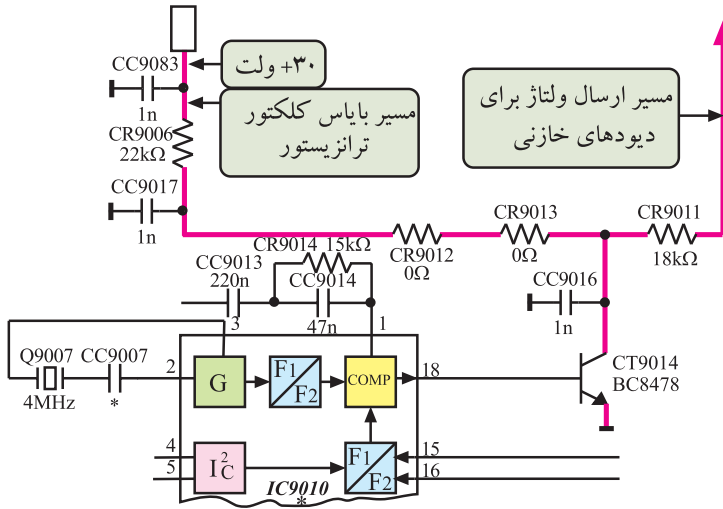 CC9083
1n
+۳۰ ولت
مسیر بایاس کلکتور
ترانزیستور
مسیر ارسال ولتاژ برای
دیودهای خازنی
CR9006
22kΩ
CC9017
1n
CR9012
0Ω
CR9013
0Ω
CR9011
18kΩ
CR9014 15kΩ
CC9013
220n
CC9014
47n
CC9016
1n
3
1
Q9007
4MHz
CC9007
*
2
G
F1
F2
COMP
18
CT9014
BC8478
4
5
I²C
F1
F2
15
16
IC9010
*